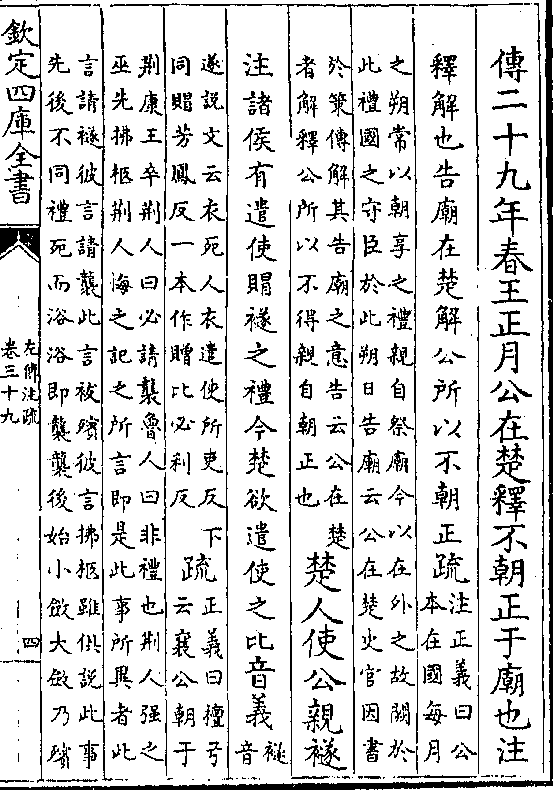 傳二十九年春王正月公在楚釋不朝正于廟也注
釋解也告廟在楚解公所以不朝正疏
注正義曰公
本在國每月
之朔常以朝享之禮親自祭廟今以在外之故闕於
此禮國之守臣於此朔日告廟云公在楚史官因書
於策傳解其告廟之意告云公在楚
者解釋公所以不得親自朝正也
楚人使公親襚
注諸侯有遣使賵襚之禮今楚欲遣使之比音義
襚
音
遂説文云衣死人衣遣使所吏反下
同賵芳鳳反一本作贈比必利反
疏
正義曰檀弓
云襄公朝于
荆康王卒荆人曰必請襲魯人曰非禮也荆人强之
巫先拂柩荆人悔之記之所言即是此事所異者此
言請襚彼言請襲此言祓殯彼言拂柩雖俱説此事
先後不同禮死而浴浴即襲襲後始小斂大斂乃殯
欽定四庫全書
左傳注疏
卷三十九
四